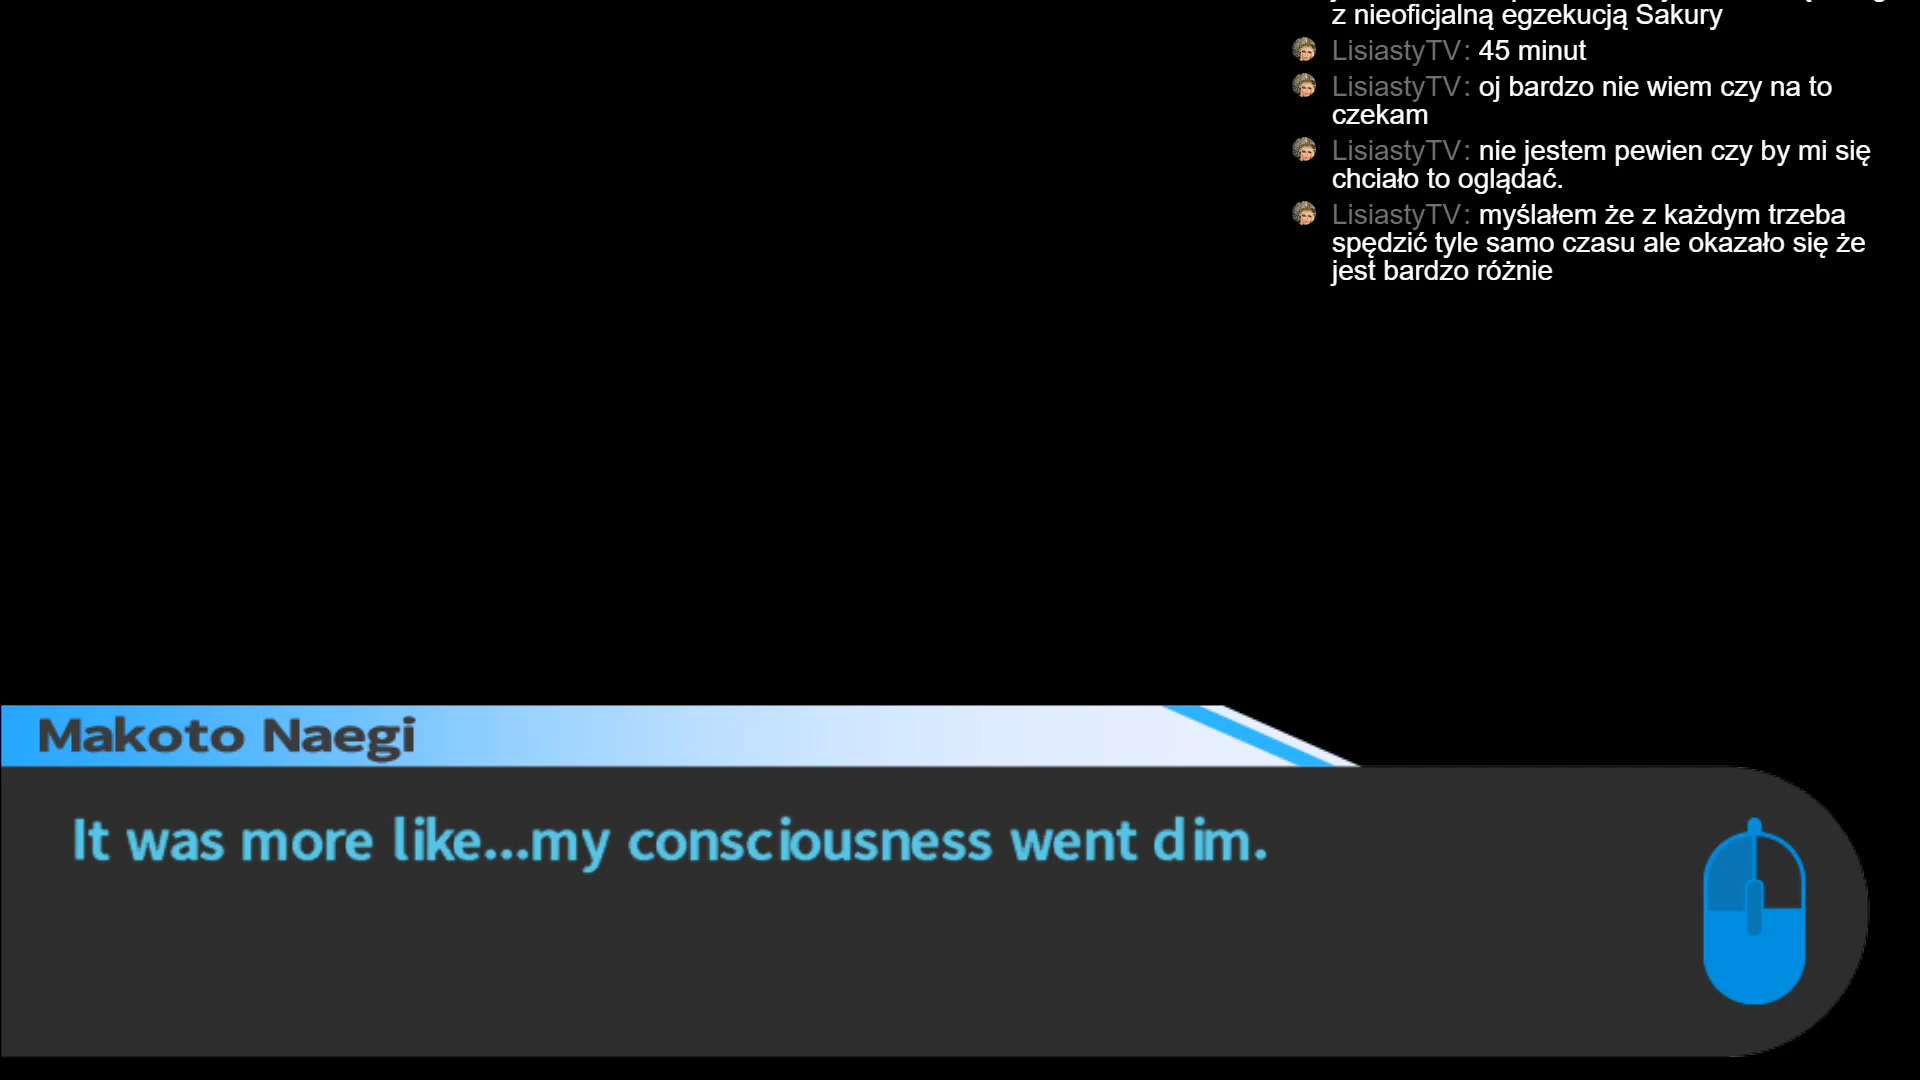 z nieoficjalną egzekucją Sakury
LisiastyTV: 45 minut
LisiastyTV: oj bardzo nie wiem czy na to
czekam
LisiastyTV: nie jestem pewien czy by mi się
chciało to oglądać.
LisiastyTV: myślałem że z każdym trzeba
spędzić tyle samo czasu ale okazało się że
jest bardzo różnie
Makoto Naegi
It was more like...my consciousness went dim.